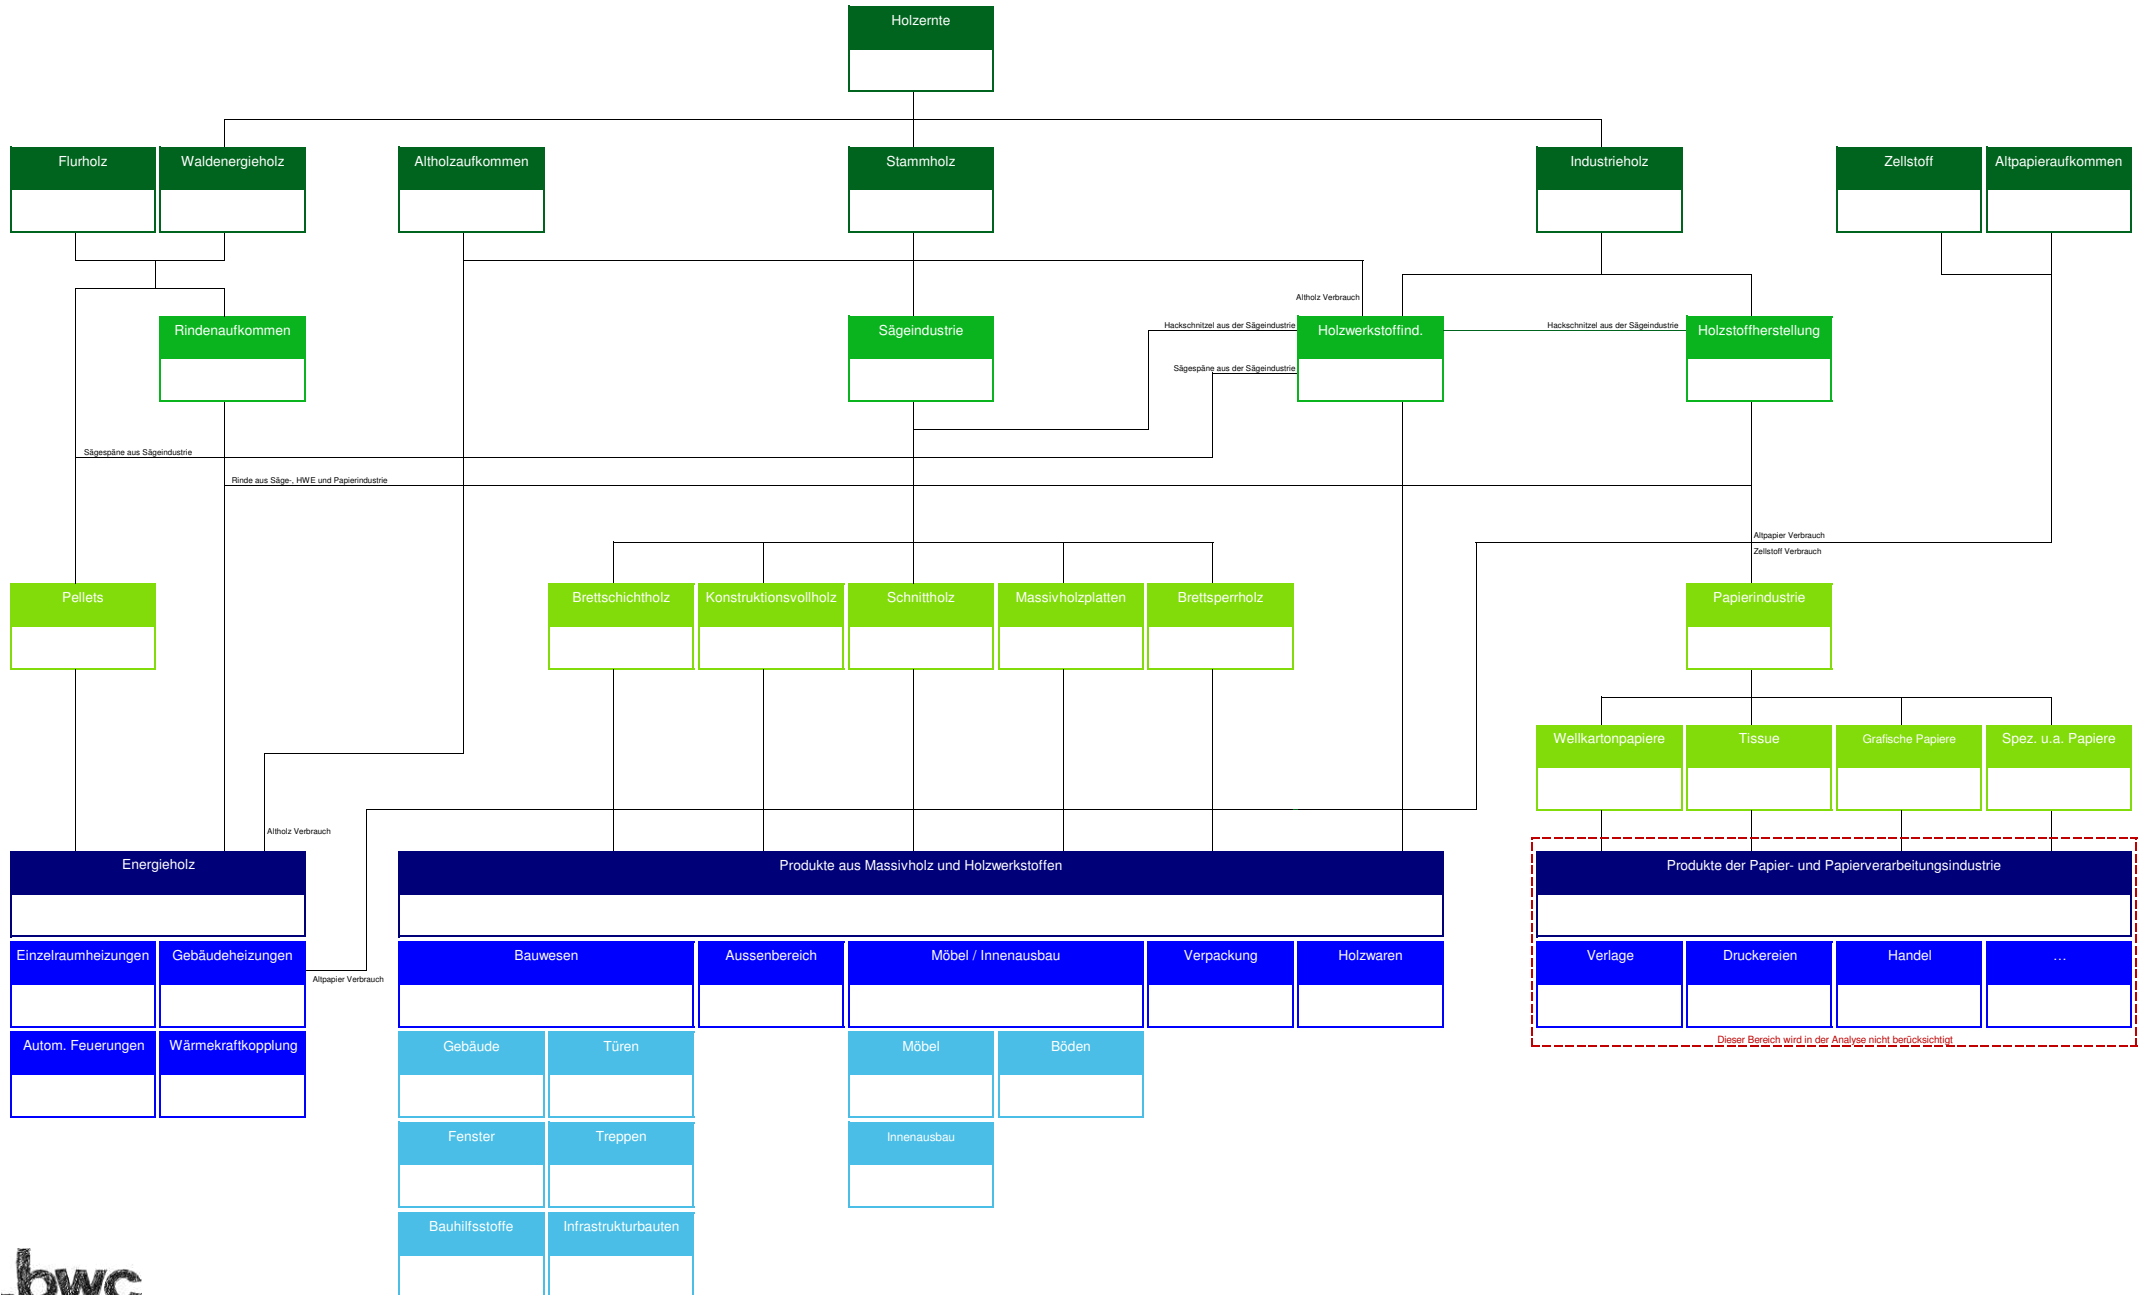 Holzernte
Flurholz
Waldenergieholz
Altholzaufkommen
Stammholz
Industrieholz
Zellstoff
Altpapieraufkommen
Altholz Verbrauch
Rindenaufkommen
Sägeindustrie
Hackschnitzel aus der Sägeindustrie
Holzwerkstoffind.
Hackschnitzel aus der Sägeindustrie
Holzstoffherstellung
Sägespäne aus der Sägeindustrie
Sägespäne aus Sägeindustrie
Rinde aus Säge-, HWE und Papierindustrie
Altpapier Verbrauch
Zellstoff Verbrauch
Pellets
Brettschichtholz
Konstruktionsvollholz
Schnittholz
Massivholzplatten
Brettsperrholz
Papierindustrie
Wellkartonpapiere
Tissue
Grafische Papiere
Spez. u.a. Papiere
Altholz Verbrauch
Energieholz
Produkte aus Massivholz und Holzwerkstoffen
Produkte der Papier- und Papierverarbeitungsindustrie
Einzelraumheizungen
Gebäudeheizungen
Altpapier Verbrauch
Bauwesen
Aussenbereich
Möbel / Innenausbau
Verpackung
Holzwaren
Verlage
Druckereien
Handel
...
Autom. Feuerungen
Wärmekraftkopplung
Gebäude
Türen
Möbel
Böden
Dieser Bereich wird in der Analyse nicht berücksichtigt
Fenster
Treppen
Innenausbau
Bauhilfsstoffe
Infrastrukturbauten
bwc